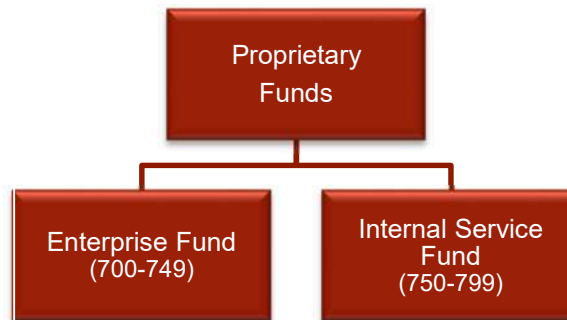 Proprietary
Funds
Enterprise Fund
(700-749)
Internal Service
Fund
(750-799)